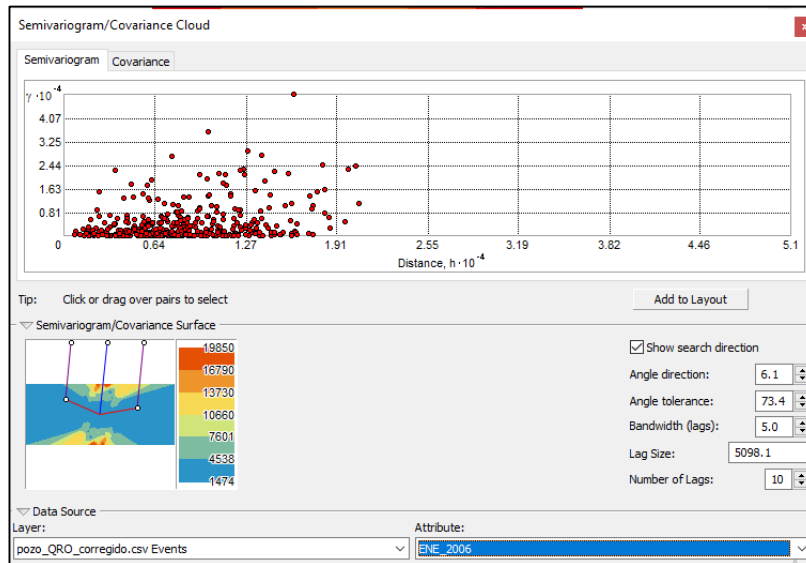 Semivariogram/Covariance Cloud
x
Semivariogram Covariance
γ·10⁻⁴
4.07
3.25
2.44
1.63
0.81
0 0.64 1.27 1.91 2.55 3.19 3.82 4.46 5.1
Distance, h·10⁻⁴
Tip: Click or drag over pairs to select Add to Layout
Semivariogram/Covariance Surface
19850
16790
13730
10660
7601
4538
1474
Show search direction
Angle direction: 6.1
Angle tolerance: 73.4
Bandwidth (lags): 5.0
Lag Size: 5098.1
Number of Lags: 10
Data Source
Layer: Attribute:
pozo_QRO_corregido.csv Events ENE_2006